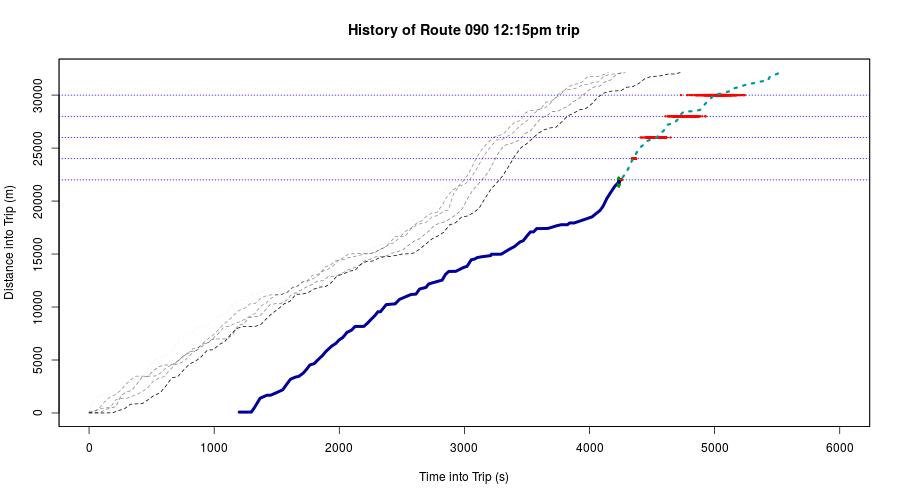 History of Route 090 12:15pm trip
Distance into Trip (m)
30000
25000
20000
15000
10000
5000
0
0 1000 2000 3000 4000 5000 6000
Time into Trip (s)